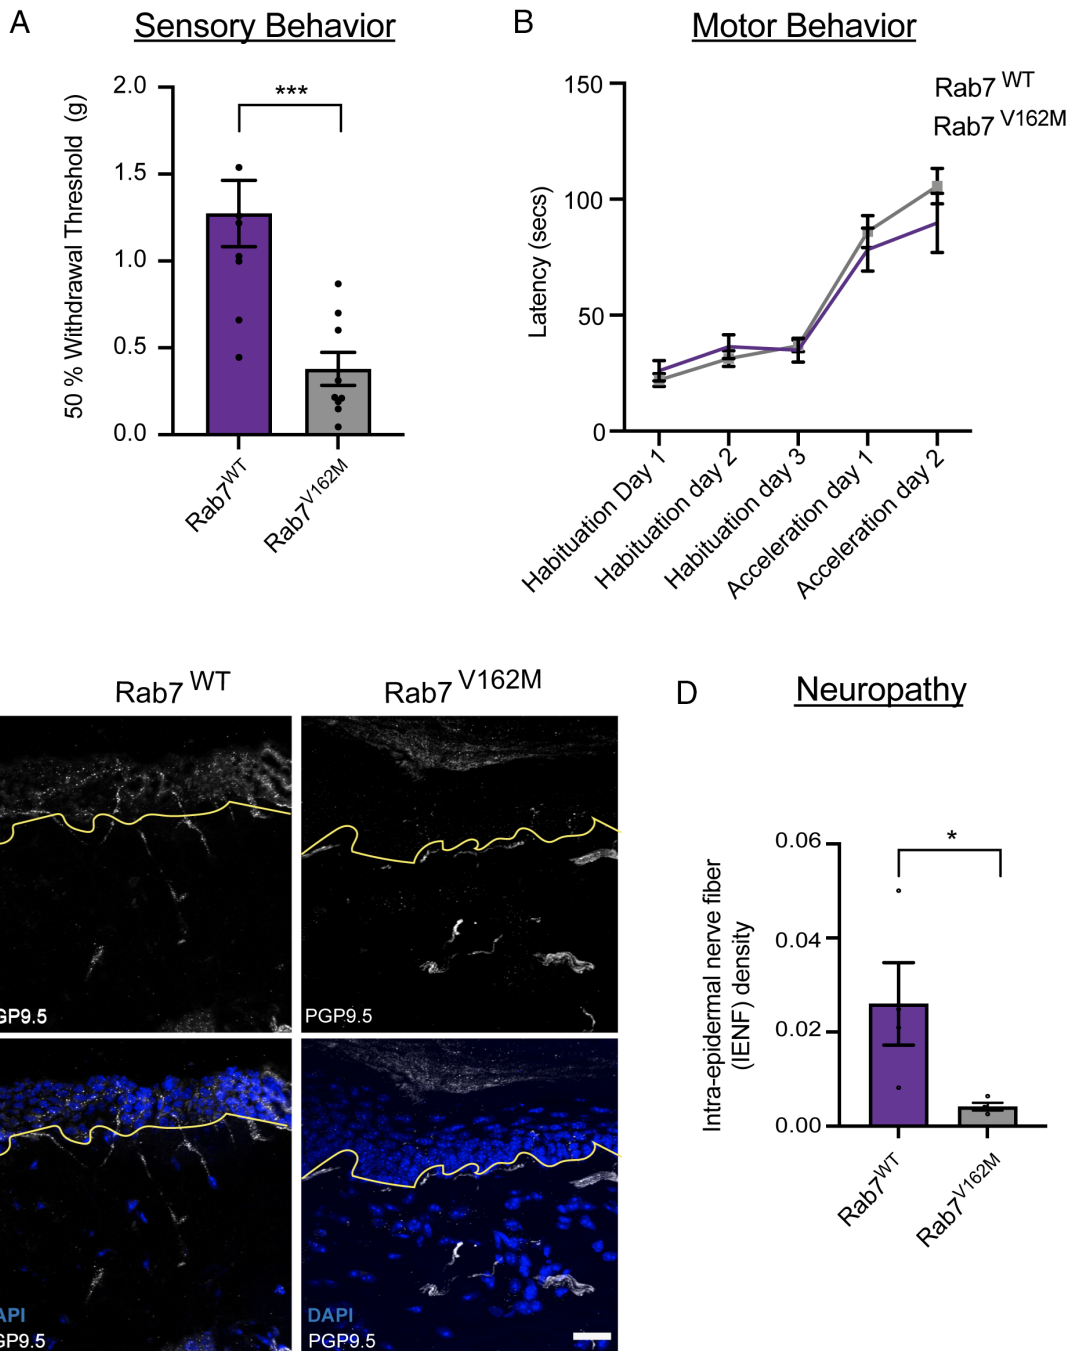 A
Sensory Behavior
50 % Withdrawal Threshold (g)
2.0
1.5
1.0
0.5
0.0
***
Rab7WT
Rab7V162M
B
Motor Behavior
Latency (secs)
150
100
50
0
Rab7 WT
Rab7 V162M
Habituation Day 1
Habituation day 2
Habituation day 3
Acceleration day 1
Acceleration day 2
Rab7 WT
Rab7 V162M
GP9.5
PGP9.5
API
GP9.5
DAPI
PGP9.5
D
Neuropathy
Intra-epidermal nerve fiber
(IENF) density
0.06
0.04
0.02
0.00
*
Rab7WT
Rab7V162M